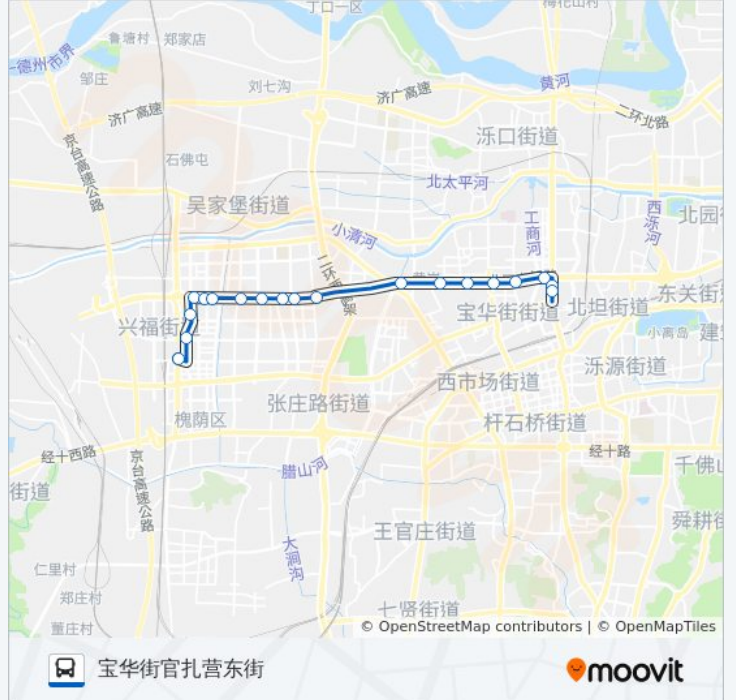 丁口一区
梅花山村
鲁塘村
郑家店
一德州市界
邹庄
刘七沟
济广高速
黄河
济广高速
二环北路
京台高速公路
石佛屯
泺口街道
北太平河
吴家堡街道
工商河
西泺河
北园
小清河
二环西
架
兴福街
宝华街街道
北坦街道
东关街
小离岛
建
泺源街道
西市场街道
张庄路街道
槐荫区
杆石桥街道
经十西路
京台高速公路
腊山河
经十路
千佛山
街道
王官庄街道
舜耕街
大涧沟
仁里村
郑庄村
董庄村
七贤街道
© OpenStreetMap contributors | © OpenMapTiles
宝华街官扎营东街
moovit